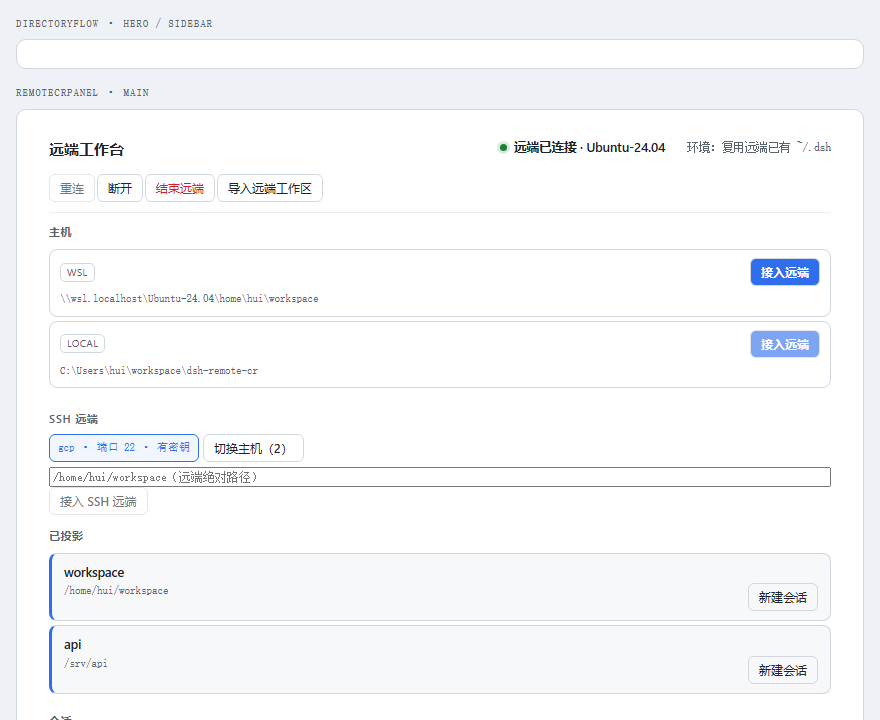 DIRECTORYFLOW · HERO / SIDEBAR
REMOTECRPANEL · MAIN
远端工作台
远端已连接 · Ubuntu-24.04 环境: 复用远端已有 ~/.dsh
重连 断开 结束远端 导入远端工作区
主机
WSL 接入远端
\\wsl.localhost\Ubuntu-24.04\home\hui\workspace
LOCAL 接入远端
C:\Users\hui\workspace\dsh-remote-cr
SSH 远端
gcp · 端口 22 · 有密钥 切换主机（2）
/home/hui/workspace（远端绝对路径）
接入 SSH 远端
已投影
workspace
/home/hui/workspace
新建会话
api
/srv/api
新建会话